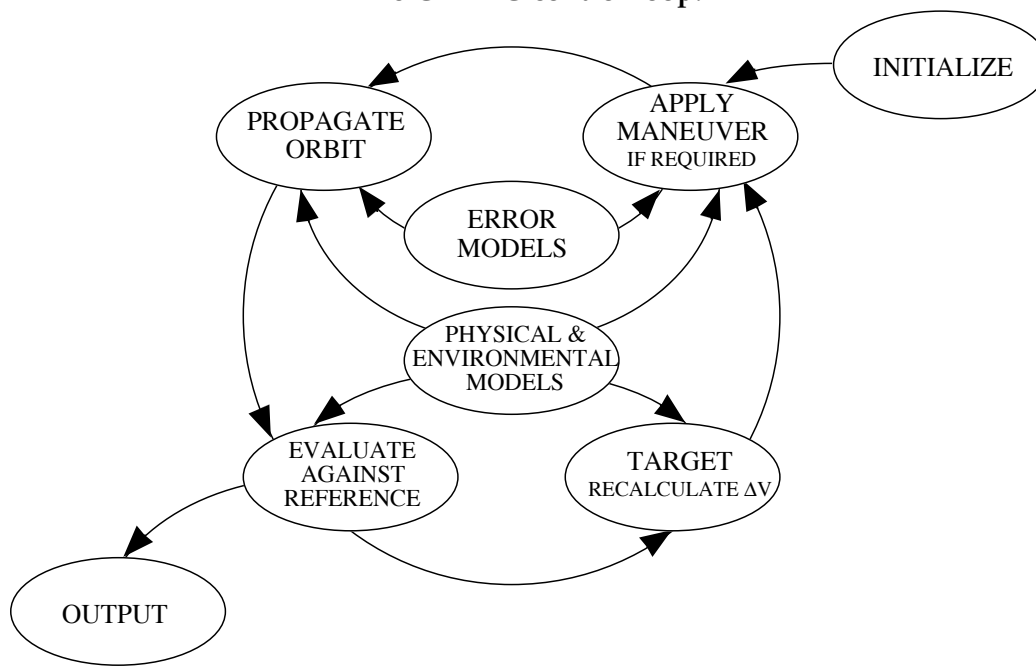 INITIALIZE
PROPAGATE
ORBIT
APPLY
MANEUVER
IF REQUIRED
ERROR
MODELS
PHYSICAL &
ENVIRONMENTAL
MODELS
EVALUATE
AGAINST
REFERENCE
TARGET
RECALCULATE ΔV
OUTPUT